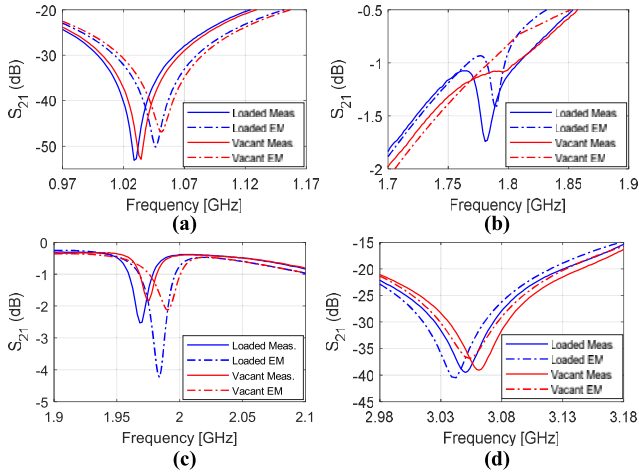 -20
-30
-40
-50
S21 (dB)
Loaded Meas
Loaded EM
Vacant Meas
Vacant EM
0.97 1.02 1.07 1.12 1.17
Frequency [GHz]
(a)
-0.5
-1
-1.5
-2
S21 (dB)
Loaded Meas
Loaded EM
Vacant Meas
Vacant EM
1.7 1.75 1.8 1.85 1.9
Frequency [GHz]
(b)
0
-1
-2
-3
-4
-5
S21 (dB)
Loaded Meas.
Loaded EM
Vacant Meas.
Vacant EM
1.9 1.95 2 2.05 2.1
Frequency [GHz]
(c)
-15
-20
-25
-30
-35
-40
-45
S21 (dB)
Loaded Meas
Loaded EM
Vacant Meas
Vacant EM
2.98 3.03 3.08 3.13 3.18
Frequency [GHz]
(d)